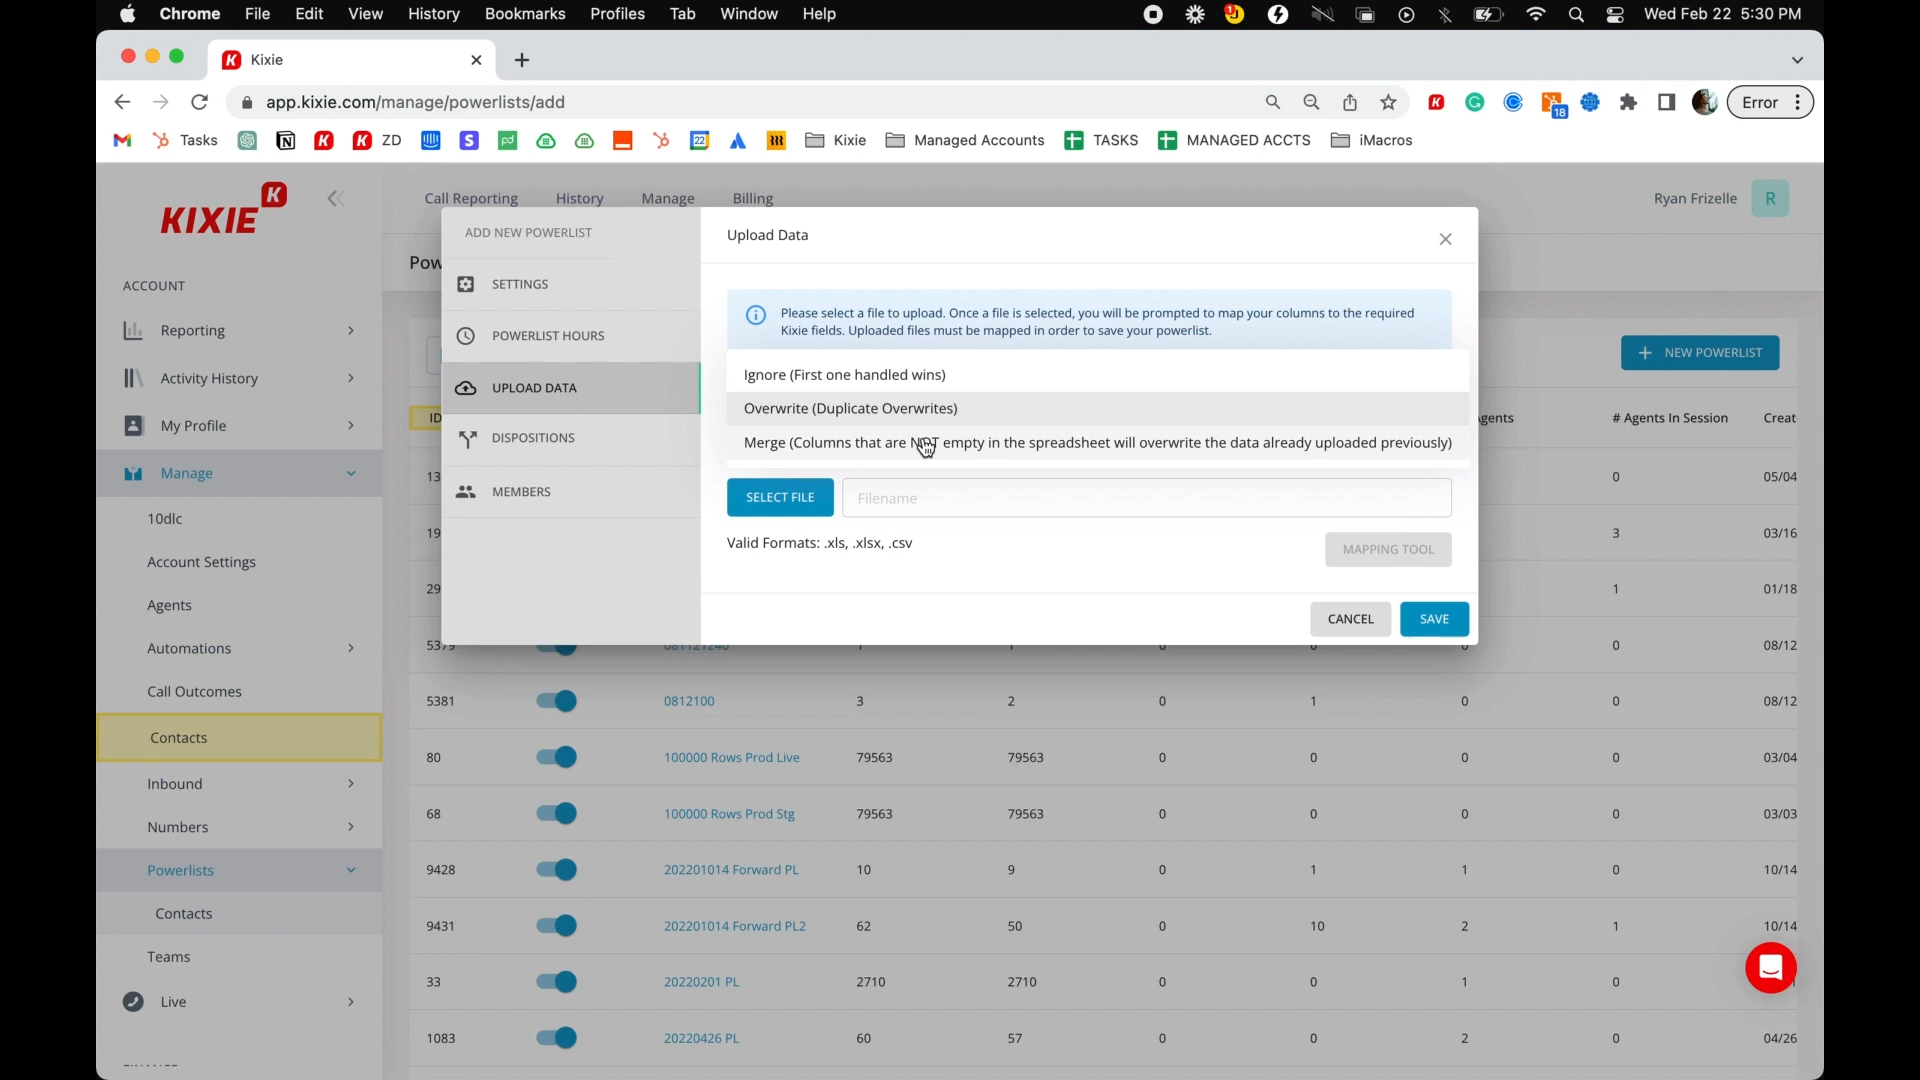 Chrome File Edit View History Bookmarks Profiles Tab Window Help
1
Wed Feb 22 5:30 PM
K Kixie
app.kixie.com/manage/powerlists/add
K
18
Error
Tasks
K
K ZD
S
pd
22
Kixie
Managed Accounts
TASKS
MANAGED ACCTS
iMacros
KIXIE K
Call Reporting History Manage Billing
Ryan Frizelle R
ACCOUNT
Reporting
Activity History
My Profile
Manage
10dlc
Account Settings
Agents
Automations
Call Outcomes
Contacts
Inbound
Numbers
Powerlists
Contacts
Teams
Live
Pow
NEW POWERLIST
ADD NEW POWERLIST
SETTINGS
POWERLIST HOURS
UPLOAD DATA
DISPOSITIONS
MEMBERS
Upload Data
Please select a file to upload. Once a file is selected, you will be prompted to map your columns to the required
Kixie fields. Uploaded files must be mapped in order to save your powerlist.
Ignore (First one handled wins)
Overwrite (Duplicate Overwrites)
Merge (Columns that are NOT empty in the spreadsheet will overwrite the data already uploaded previously)
SELECT FILE Filename
Valid Formats: .xls, .xlsx, .csv
MAPPING TOOL
CANCEL SAVE
ID gents # Agents In Session Creat
13 0 05/04
19 3 03/16
29 1 01/18
5379 081121240 1 1 0 0 0 0 08/12
5381 0812100 3 2 0 1 0 0 08/12
80 100000 Rows Prod Live 79563 79563 0 0 0 0 03/04
68 100000 Rows Prod Stg 79563 79563 0 0 0 0 03/03
9428 202201014 Forward PL 10 9 0 1 1 0 10/14
9431 202201014 Forward PL2 62 50 0 10 2 1 10/14
33 20220201 PL 2710 2710 0 0 1 0
1083 20220426 PL 60 57 0 0 2 0 04/26